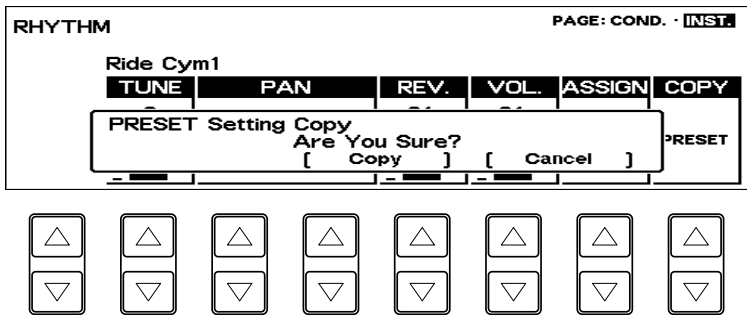 RHYTHM PAGE: COND. · INST.
Ride Cym1
TUNE PAN REV. VOL. ASSIGN COPY
PRESET Setting Copy
Are You Sure?
PRESET
[ Copy ] [ Cancel ]